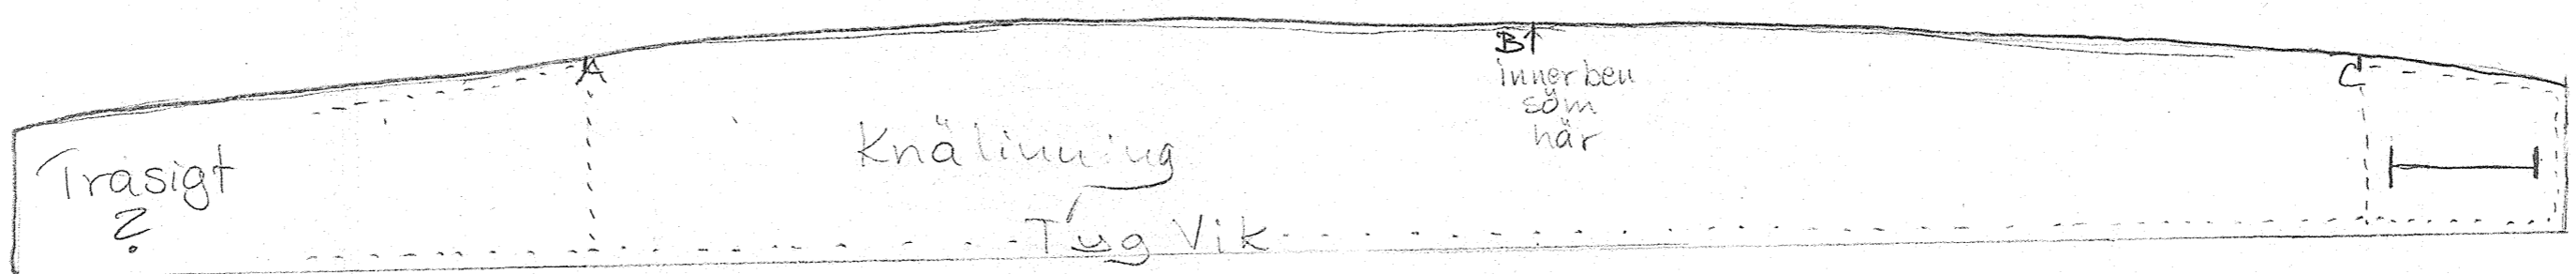 A
B↑
innerben
söm
här
C
Knälinning
Trasigt
?
Tyg Vik